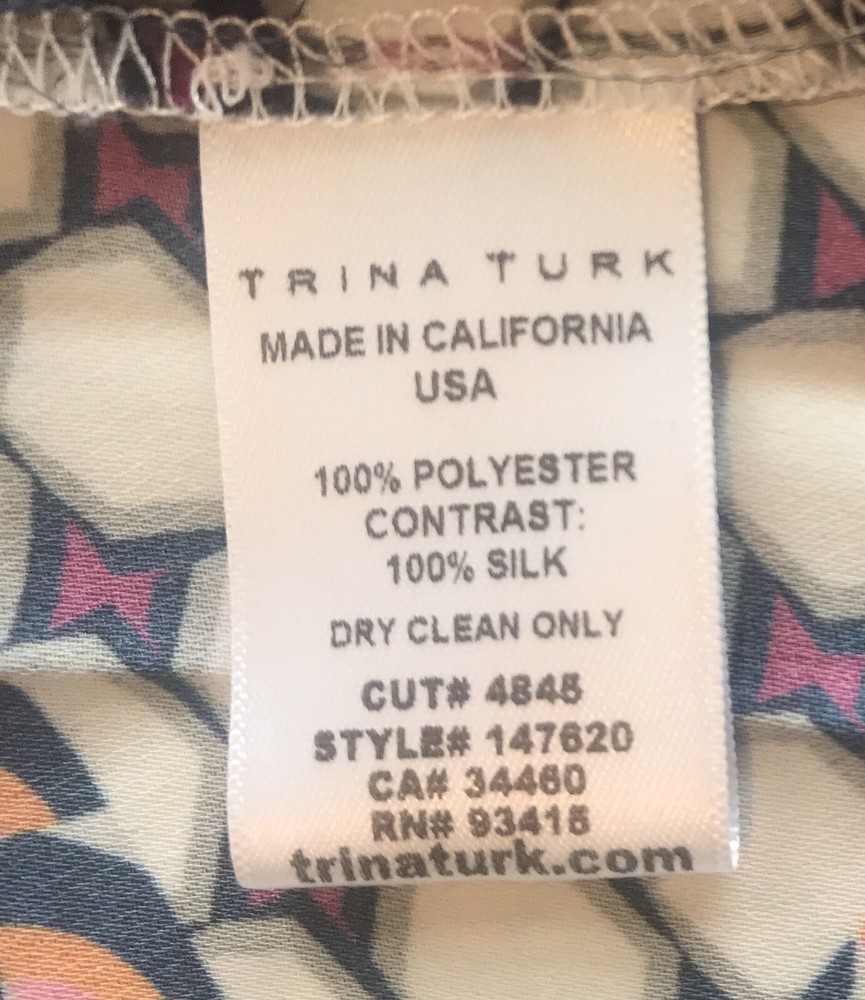 TRINA TURK
MADE IN CALIFORNIA
USA
100% POLYESTER
CONTRAST:
100% SILK
DRY CLEAN ONLY
CUT# 4845
STYLE# 147620
CA# 34460
RN# 93415
trinaturk.com